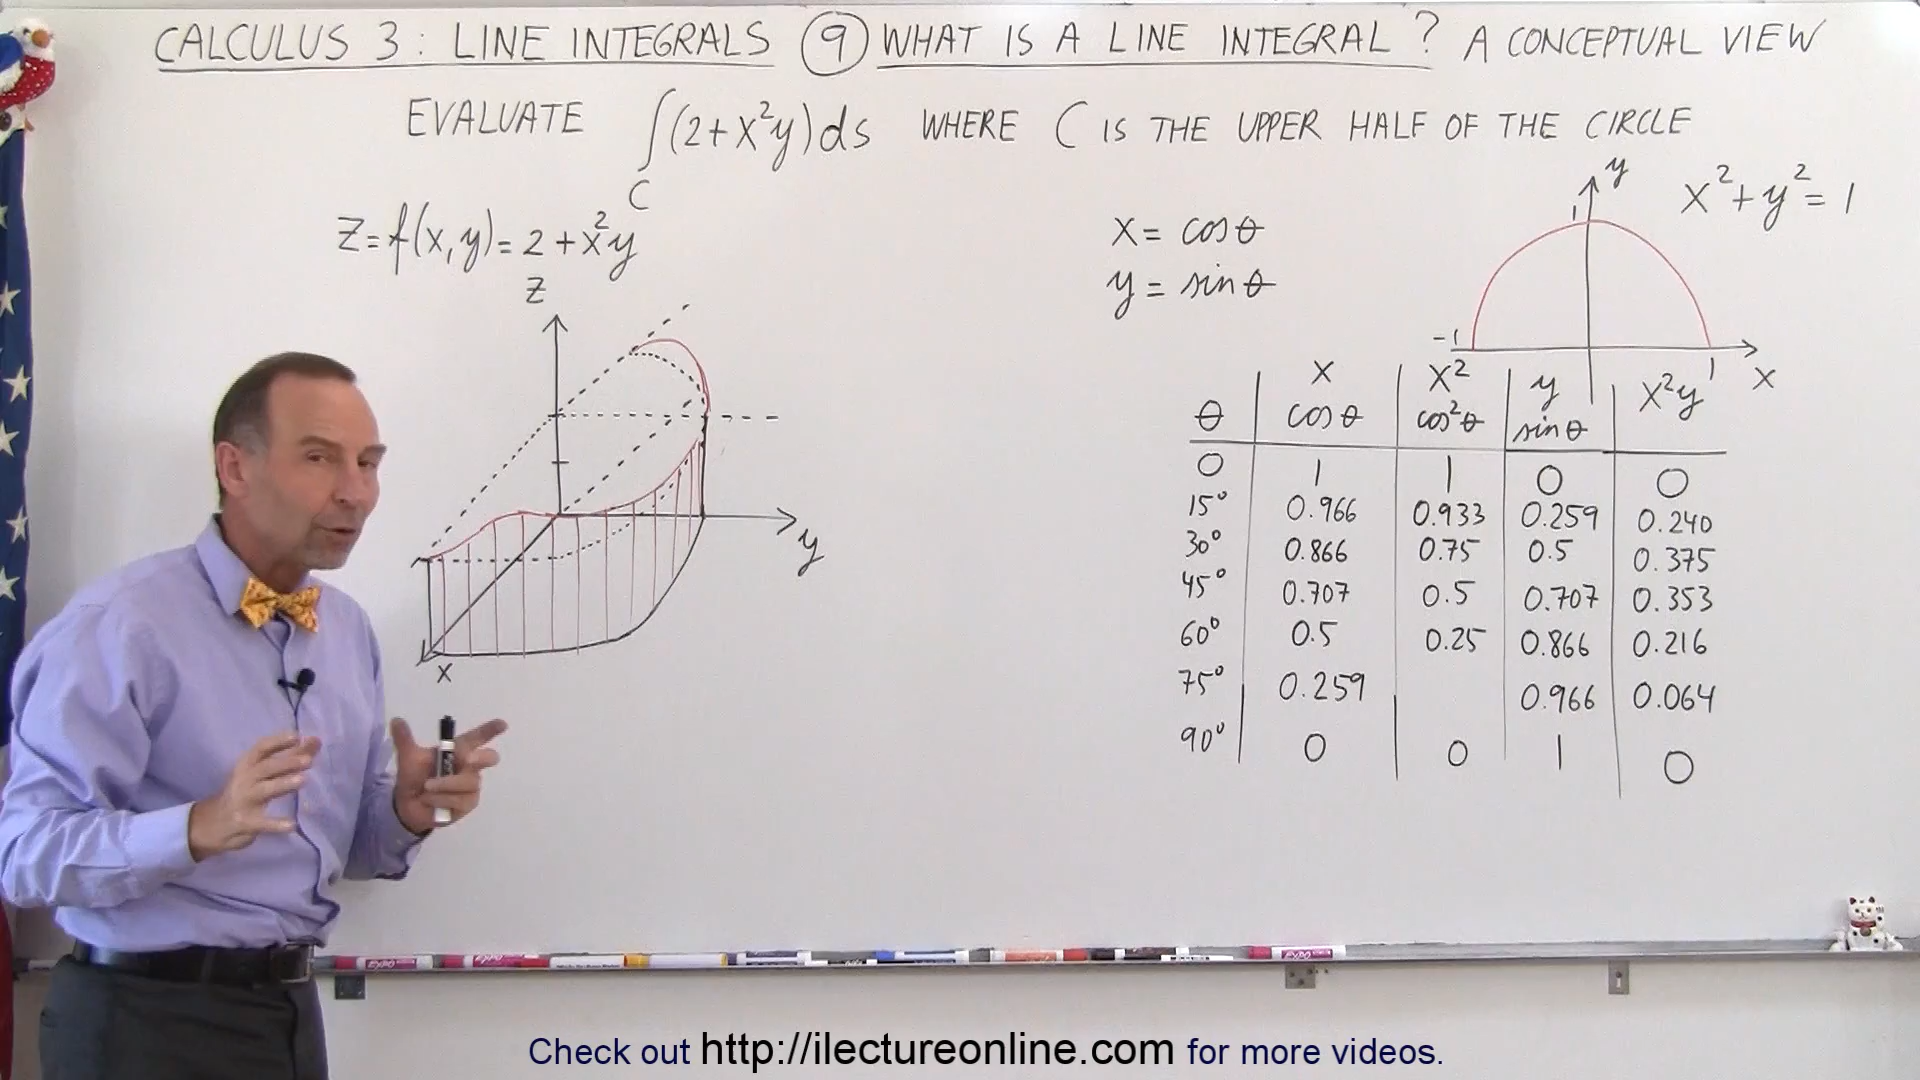 CALCULUS 3: LINE INTEGRALS ⑨ WHAT IS A LINE INTEGRAL? A CONCEPTUAL VIEW
EVALUATE ∫(2+x²y)ds WHERE C IS THE UPPER HALF OF THE CIRCLE
C
x²+y²=1
z=f(x,y)=2+x²y
x= cosθ
y= sinθ
z
y
x
y
1
-1
1
x
x x² y x²y
θ cosθ cos²θ sinθ
0 1 1 0 0
15° 0.966 0.933 0.259 0.240
30° 0.866 0.75 0.5 0.375
45° 0.707 0.5 0.707 0.353
60° 0.5 0.25 0.866 0.216
75° 0.259 0.966 0.064
90° 0 0 1 0
Check out http://ilectureonline.com for more videos.